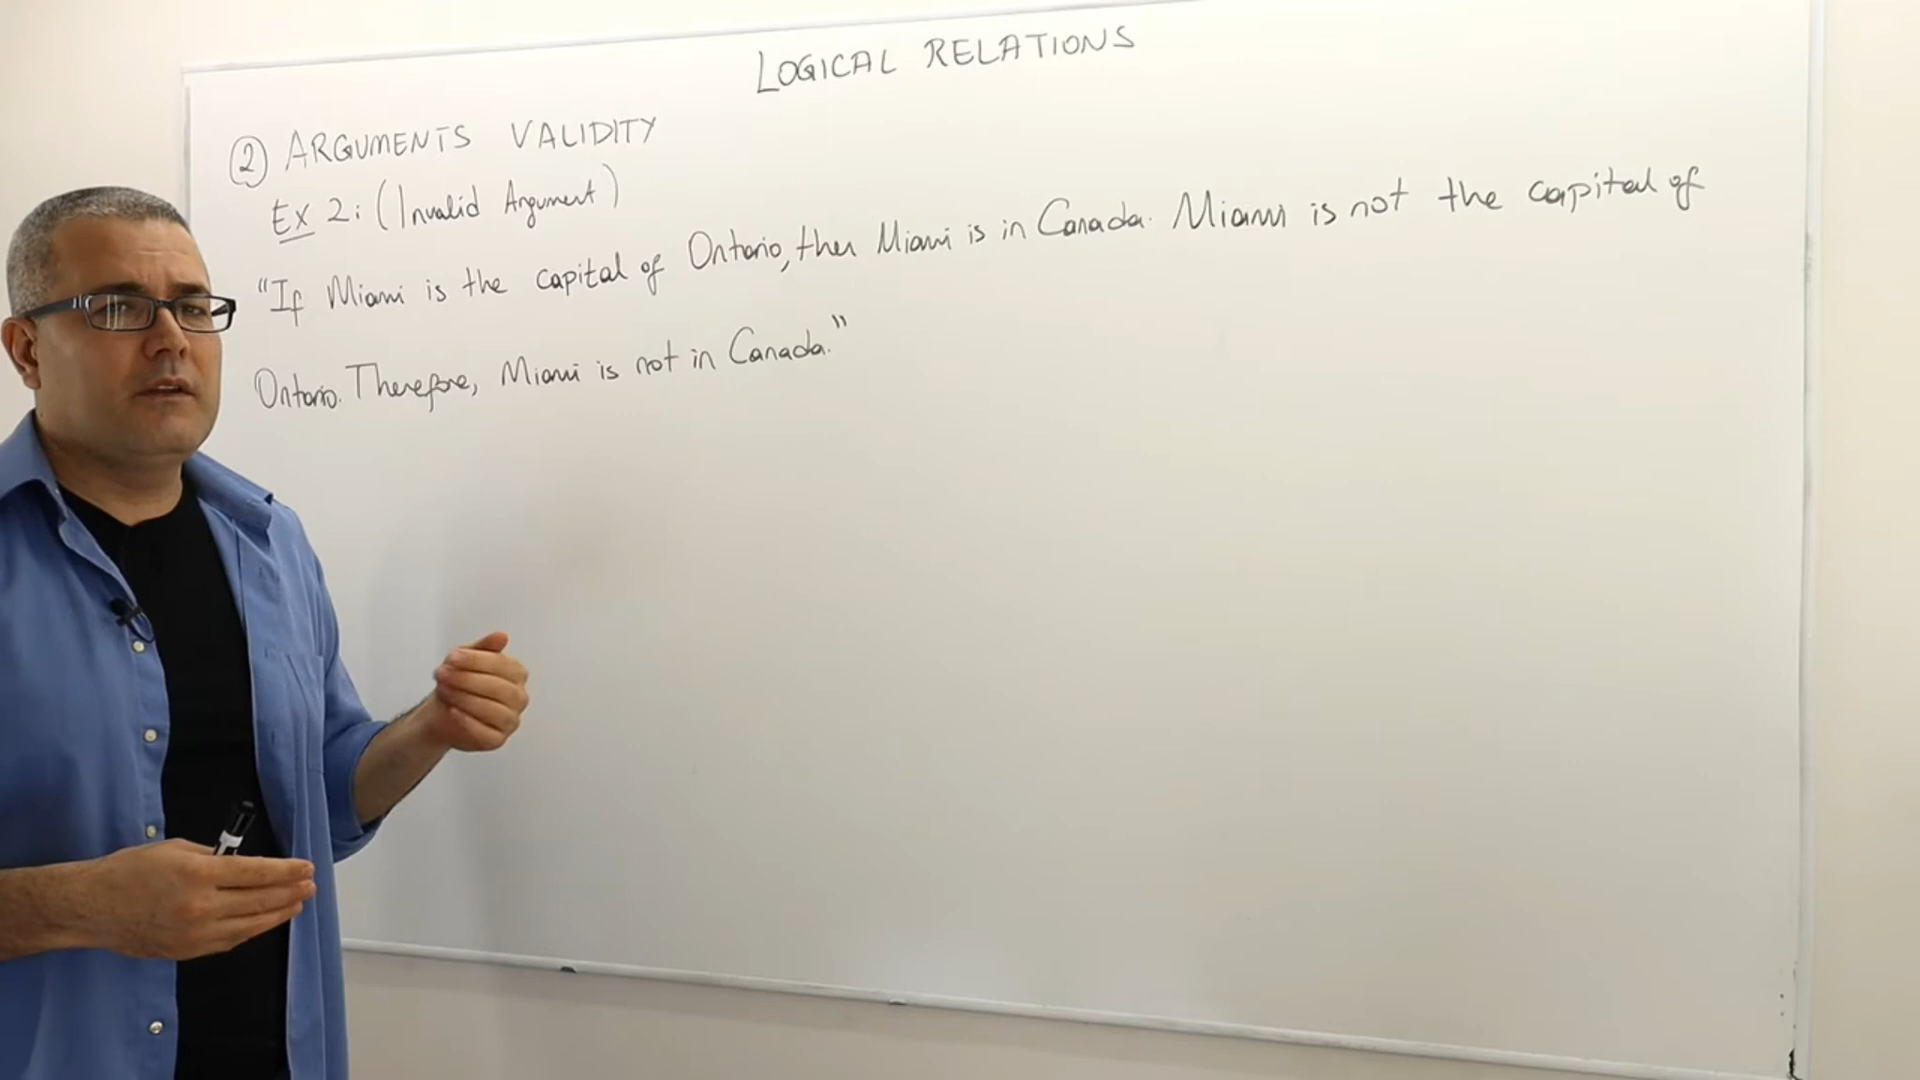 LOGICAL RELATIONS
② ARGUMENTS VALIDITY
Ex 2: (Invalid Argument)
"If Miami is the capital of Ontario, then Miami is in Canada. Miami is not the capital of
Ontario. Therefore, Miami is not in Canada."